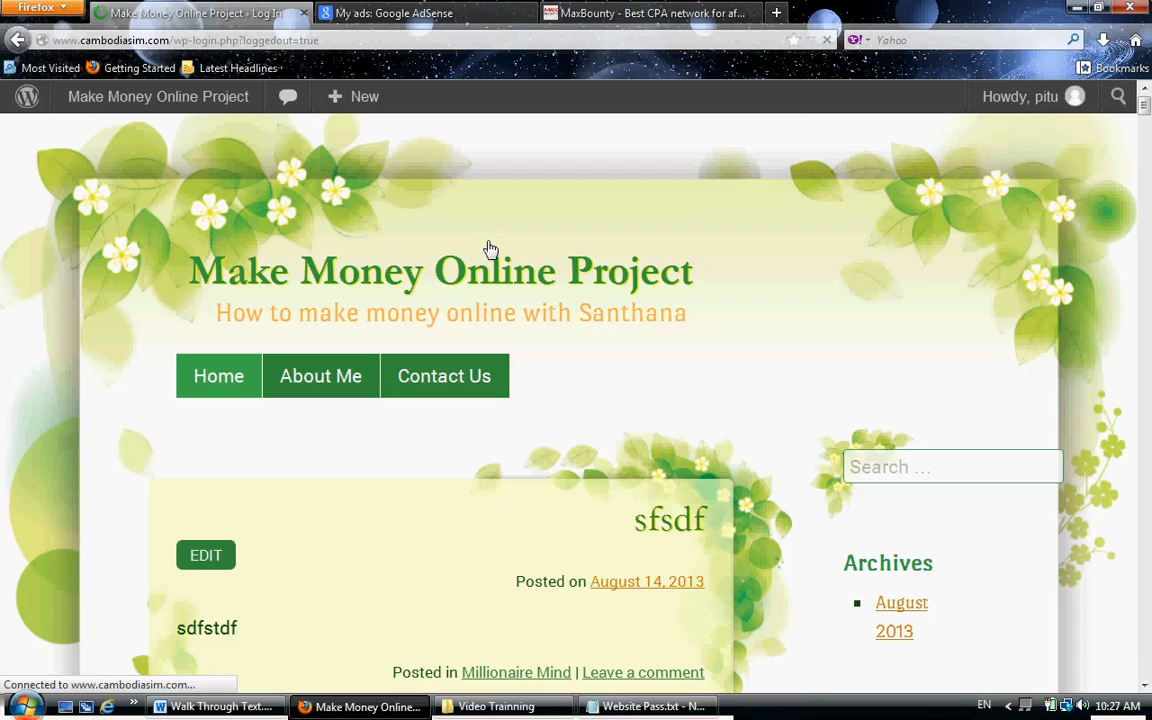 Firefox
Make Money Online Project › Log In
My ads: Google AdSense
MaxBounty - Best CPA network for af...
www.cambodiasim.com/wp-login.php?loggedout=true
Yahoo
Most Visited
Getting Started
Latest Headlines
Bookmarks
Make Money Online Project
New
Howdy, pitu
Make Money Online Project
How to make money online with Santhana
Home
About Me
Contact Us
Search …
sfsdf
EDIT
Posted on August 14, 2013
Archives
August
2013
sdfstdf
Posted in Millionaire Mind | Leave a comment
Connected to www.cambodiasim.com...
Walk Through Text....
Make Money Online...
Video Trainning
Website Pass.txt - N...
EN
10:27 AM